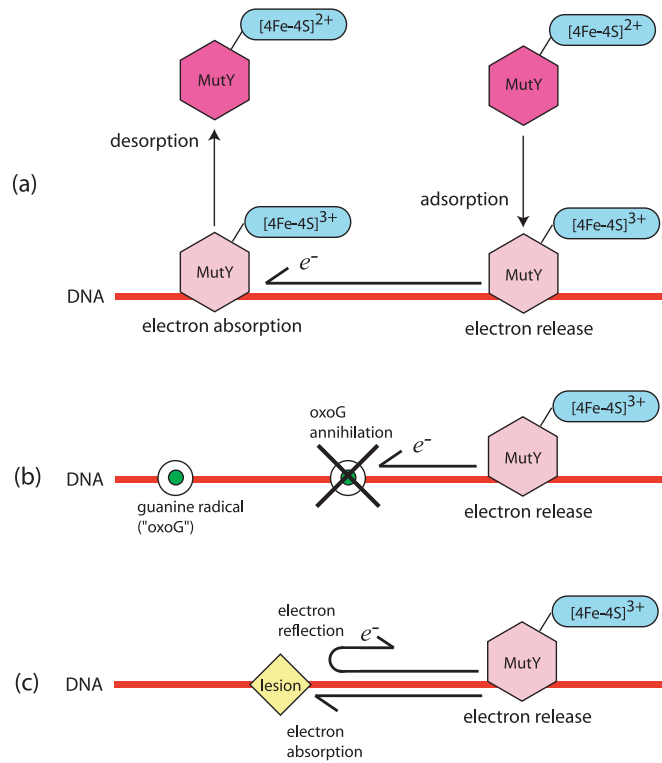 [4Fe-4S]2+
MutY
[4Fe-4S]2+
MutY
desorption
adsorption
(a)
[4Fe-4S]3+
MutY
[4Fe-4S]3+
MutY
e-
DNA
electron absorption
electron release
(b)
oxoG
annihilation
e-
[4Fe-4S]3+
MutY
DNA
guanine radical
("oxoG")
electron release
(c)
electron
reflection
e-
[4Fe-4S]3+
MutY
DNA
lesion
electron release
electron
absorption